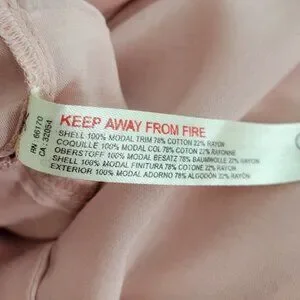 RN 66170
CA 32054
KEEP AWAY FROM FIRE
SHELL 100% MODAL TRIM 78% COTTON 22% RAYON
COQUILLE 100% MODAL COL 78% COTON 22% RAYONNE
OBERSTOFF 100% MODAL BESATZ 78% BAUMWOLLE 22% RAYON
SHELL 100% MODAL FINITURA 78% COTONE 22% RAYON
EXTERIOR 100% MODAL ADORNO 78% ALGODÓN 22% RAYON